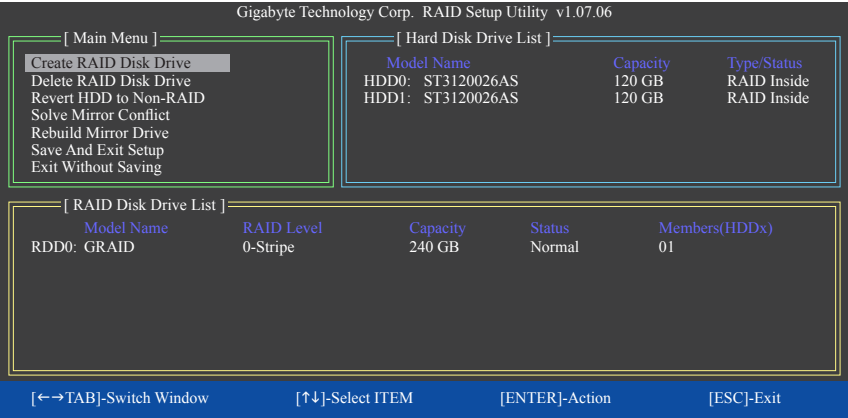 Gigabyte Technology Corp. RAID Setup Utility v1.07.06
[ Main Menu ]
Create RAID Disk Drive
Delete RAID Disk Drive
Revert HDD to Non-RAID
Solve Mirror Conflict
Rebuild Mirror Drive
Save And Exit Setup
Exit Without Saving
[ Hard Disk Drive List ]
Model Name Capacity Type/Status
HDD0: ST3120026AS 120 GB RAID Inside
HDD1: ST3120026AS 120 GB RAID Inside
[ RAID Disk Drive List ]
Model Name RAID Level Capacity Status Members(HDDx)
RDD0: GRAID 0-Stripe 240 GB Normal 01
[←→TAB]-Switch Window [↑↓]-Select ITEM [ENTER]-Action [ESC]-Exit